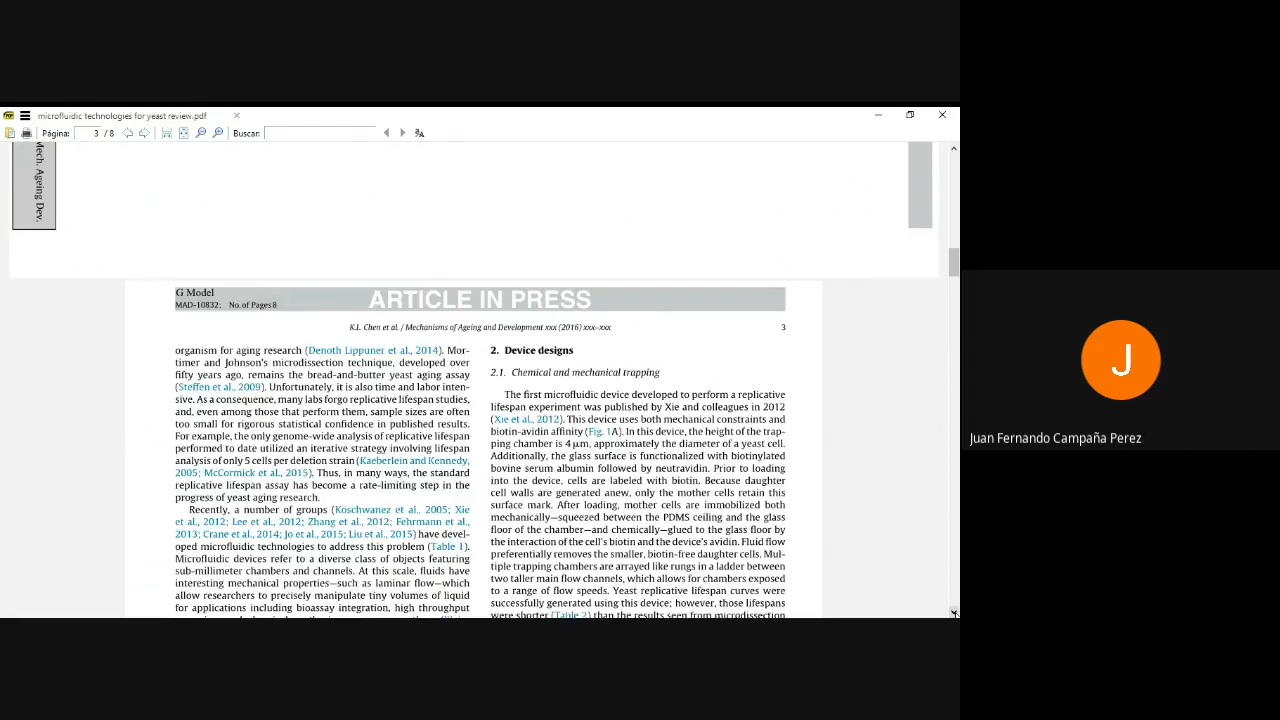 microfluidic technologies for yeast review.pdf
Página: 3 / 8 Buscar:
Mech. Ageing Dev.
G Model
MAD-10832; No. of Pages 8
ARTICLE IN PRESS
K.L. Chen et al. / Mechanisms of Ageing and Development xxx (2016) xxx–xxx
3
organism for aging research (Denoth Lippuner et al., 2014). Mor-
timer and Johnson's microdissection technique, developed over
fifty years ago, remains the bread-and-butter yeast aging assay
(Steffen et al., 2009). Unfortunately, it is also time and labor inten-
sive. As a consequence, many labs forgo replicative lifespan studies,
and, even among those that perform them, sample sizes are often
too small for rigorous statistical confidence in published results.
For example, the only genome-wide analysis of replicative lifespan
performed to date utilized an iterative strategy involving lifespan
analysis of only 5 cells per deletion strain (Kaeberlein and Kennedy,
2005; McCormick et al., 2015). Thus, in many ways, the standard
replicative lifespan assay has become a rate-limiting step in the
progress of yeast aging research.
Recently, a number of groups (Koschwanez et al., 2005; Xie
et al., 2012; Lee et al., 2012; Zhang et al., 2012; Fehrmann et al.,
2013; Crane et al., 2014; Jo et al., 2015; Liu et al., 2015) have devel-
oped microfluidic technologies to address this problem (Table 1).
Microfluidic devices refer to a diverse class of objects featuring
sub-millimeter chambers and channels. At this scale, fluids have
interesting mechanical properties—such as laminar flow—which
allow researchers to precisely manipulate tiny volumes of liquid
for applications including bioassay integration, high throughput
2. Device designs
2.1. Chemical and mechanical trapping
The first microfluidic device developed to perform a replicative
lifespan experiment was published by Xie and colleagues in 2012
(Xie et al., 2012). This device uses both mechanical constraints and
biotin-avidin affinity (Fig. 1A). In this device, the height of the trap-
ping chamber is 4 μm, approximately the diameter of a yeast cell.
Additionally, the glass surface is functionalized with biotinylated
bovine serum albumin followed by neutravidin. Prior to loading
into the device, cells are labeled with biotin. Because daughter
cell walls are generated anew, only the mother cells retain this
surface mark. After loading, mother cells are immobilized both
mechanically—squeezed between the PDMS ceiling and the glass
floor of the chamber—and chemically—glued to the glass floor by
the interaction of the cell's biotin and the device's avidin. Fluid flow
preferentially removes the smaller, biotin-free daughter cells. Mul-
tiple trapping chambers are arrayed like rungs in a ladder between
two taller main flow channels, which allows for chambers exposed
to a range of flow speeds. Yeast replicative lifespan curves were
successfully generated using this device; however, those lifespans
were shorter (Table 2) than the results seen from microdissection
J
Juan Fernando Campaña Perez